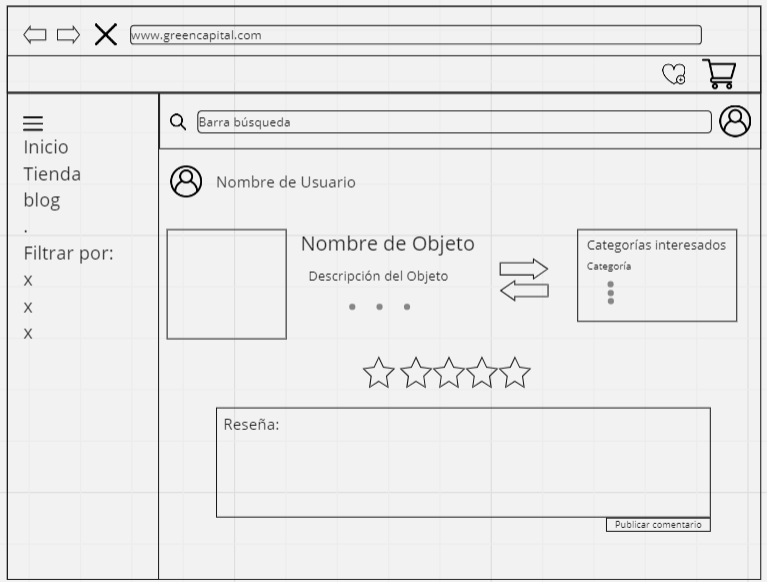 www.greencapital.com
Barra búsqueda
Inicio
Tienda
blog
.
Filtrar por:
x
x
x
Nombre de Usuario
Nombre de Objeto
Descripción del Objeto
Categorías interesados
Categoría
Reseña:
Publicar comentario